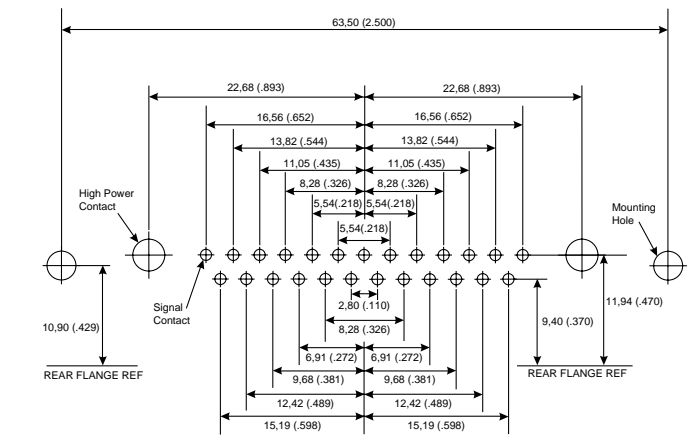 63,50 (2.500)
22,68 (.893) 22,68 (.893)
16,56 (.652) 16,56 (.652)
13,82 (.544) 13,82 (.544)
11,05 (.435) 11,05 (.435)
8,28 (.326) 8,28 (.326)
5,54(.218) 5,54(.218)
5,54(.218)
High Power
Contact
Mounting
Hole
Signal
Contact
2,80 (.110)
8,28 (.326)
6,91 (.272) 6,91 (.272)
9,68 (.381) 9,68 (.381)
12,42 (.489) 12,42 (.489)
15,19 (.598) 15,19 (.598)
10,90 (.429)
REAR FLANGE REF
9,40 (.370)
11,94 (.470)
REAR FLANGE REF